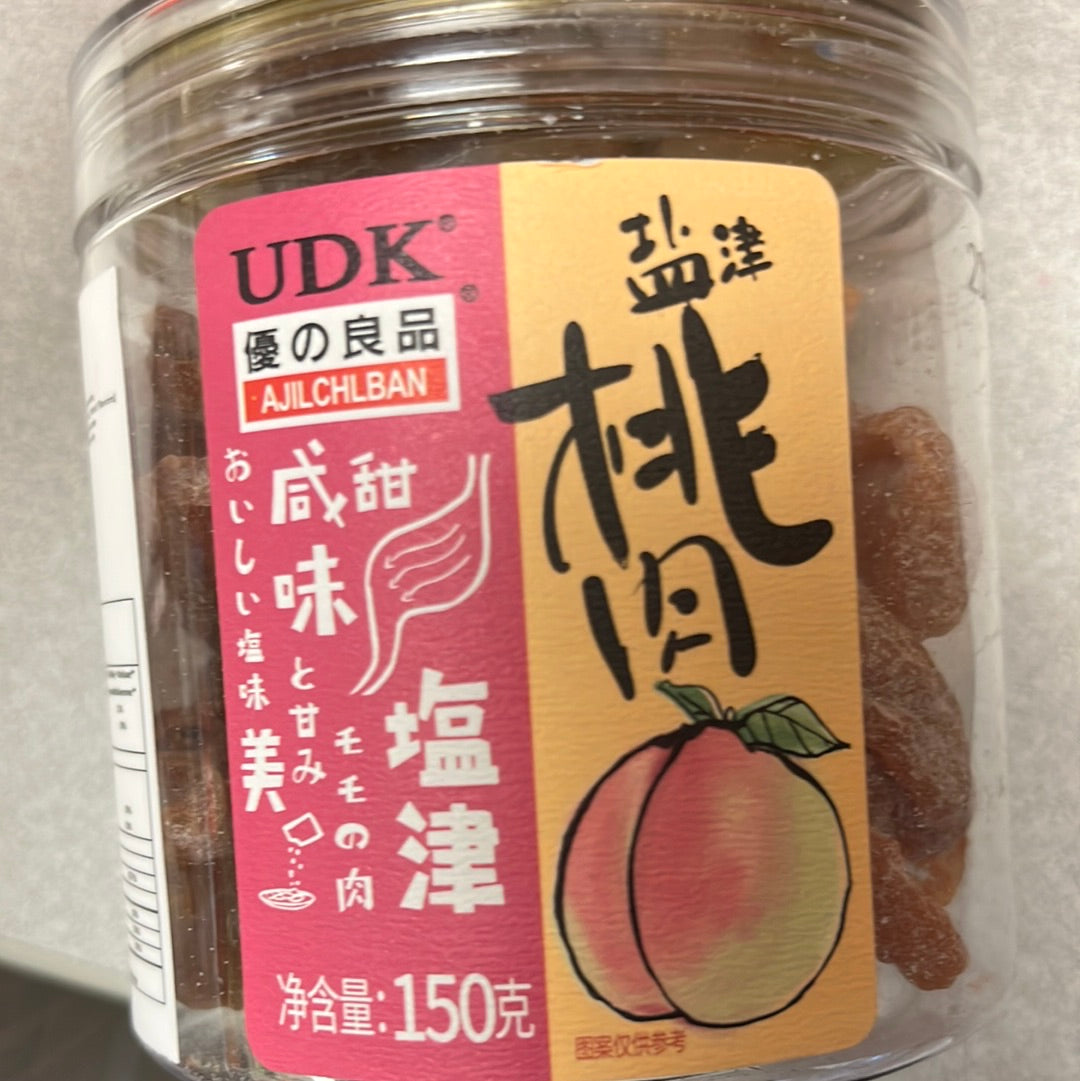 UDK®
優の良品®
AJILCHLBAN
おいしい塩味
咸味
甜美
と甘み
モモの肉
塩津
净含量:150克
盐津
桃肉
图案仅供参考